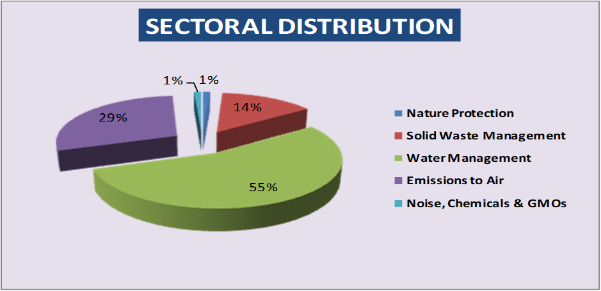 SECTORAL DISTRIBUTION
1%
1%
14%
29%
55%
Nature Protection
Solid Waste Management
Water Management
Emissions to Air
Noise, Chemicals & GMOs